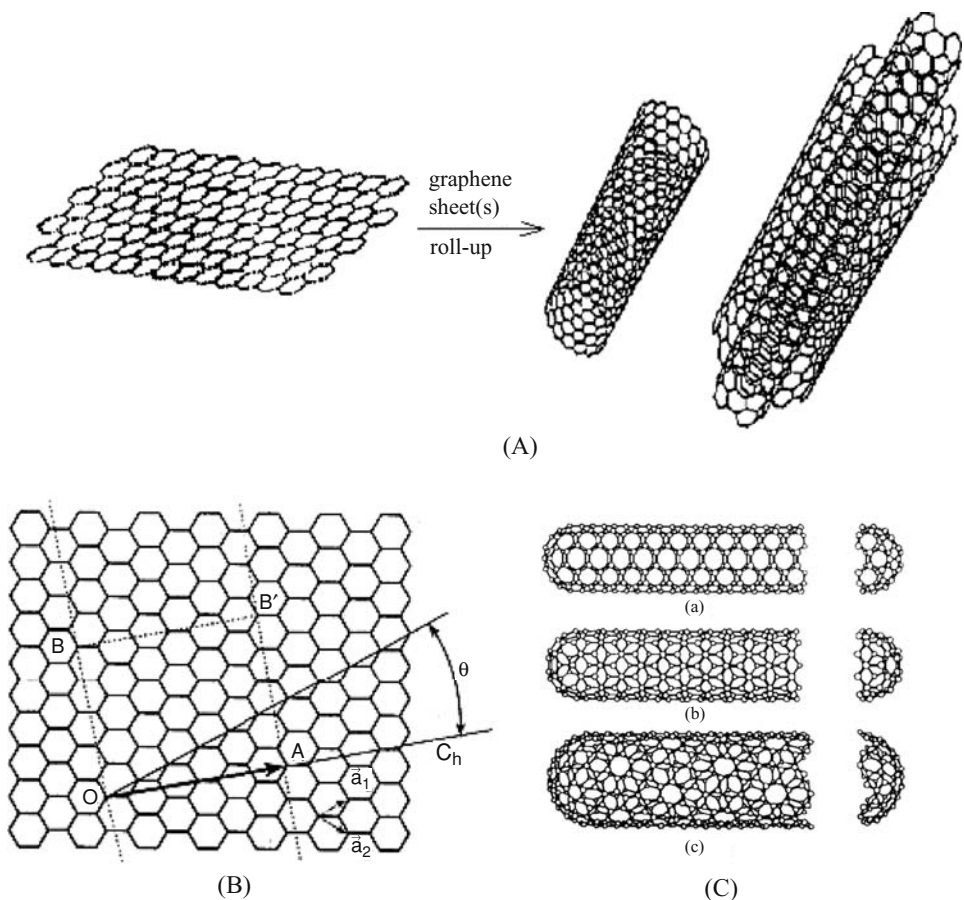 graphene
sheet(s)
roll-up
(A)
B
B′
θ
A
C_h
O
a⃗₁
a⃗₂
(B)
(a)
(b)
(c)
(C)